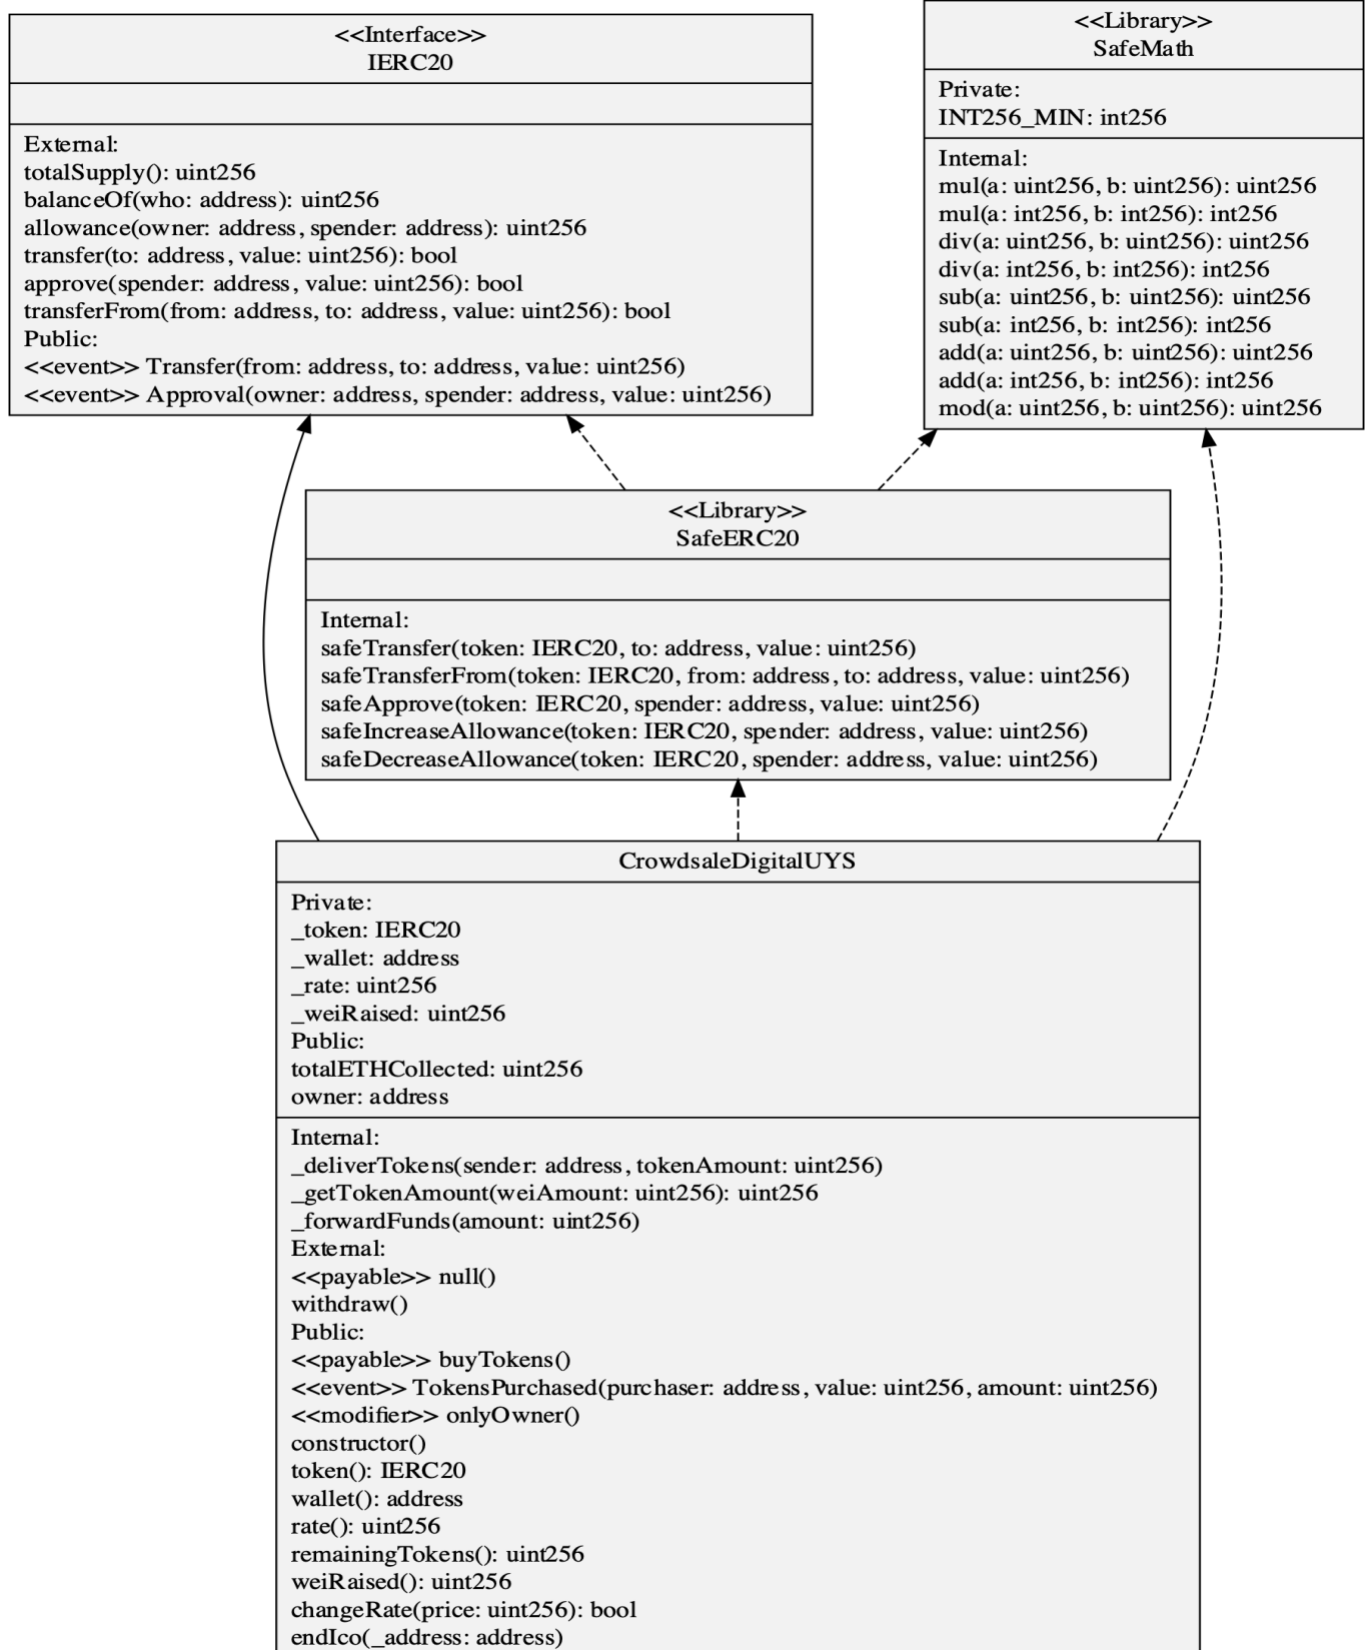 <<Interface>>
IERC20
External:
totalSupply(): uint256
balanceOf(who: address): uint256
allowance(owner: address, spender: address): uint256
transfer(to: address, value: uint256): bool
approve(spender: address, value: uint256): bool
transferFrom(from: address, to: address, value: uint256): bool
Public:
<<event>> Transfer(from: address, to: address, value: uint256)
<<event>> Approval(owner: address, spender: address, value: uint256)
<<Library>>
SafeMath
Private:
INT256_MIN: int256
Internal:
mul(a: uint256, b: uint256): uint256
mul(a: int256, b: int256): int256
div(a: uint256, b: uint256): uint256
div(a: int256, b: int256): int256
sub(a: uint256, b: uint256): uint256
sub(a: int256, b: int256): int256
add(a: uint256, b: uint256): uint256
add(a: int256, b: int256): int256
mod(a: uint256, b: uint256): uint256
<<Library>>
SafeERC20
Internal:
safeTransfer(token: IERC20, to: address, value: uint256)
safeTransferFrom(token: IERC20, from: address, to: address, value: uint256)
safeApprove(token: IERC20, spender: address, value: uint256)
safeIncreaseAllowance(token: IERC20, spender: address, value: uint256)
safeDecreaseAllowance(token: IERC20, spender: address, value: uint256)
CrowdsaleDigitalUYS
Private:
_token: IERC20
_wallet: address
_rate: uint256
_weiRaised: uint256
Public:
totalETHCollected: uint256
owner: address
Internal:
_deliverTokens(sender: address, tokenAmount: uint256)
_getTokenAmount(weiAmount: uint256): uint256
_forwardFunds(amount: uint256)
External:
<<payable>> null()
withdraw()
Public:
<<payable>> buyTokens()
<<event>> TokensPurchased(purchaser: address, value: uint256, amount: uint256)
<<modifier>> onlyOwner()
constructor()
token(): IERC20
wallet(): address
rate(): uint256
remainingTokens(): uint256
weiRaised(): uint256
changeRate(price: uint256): bool
endIco(_address: address)